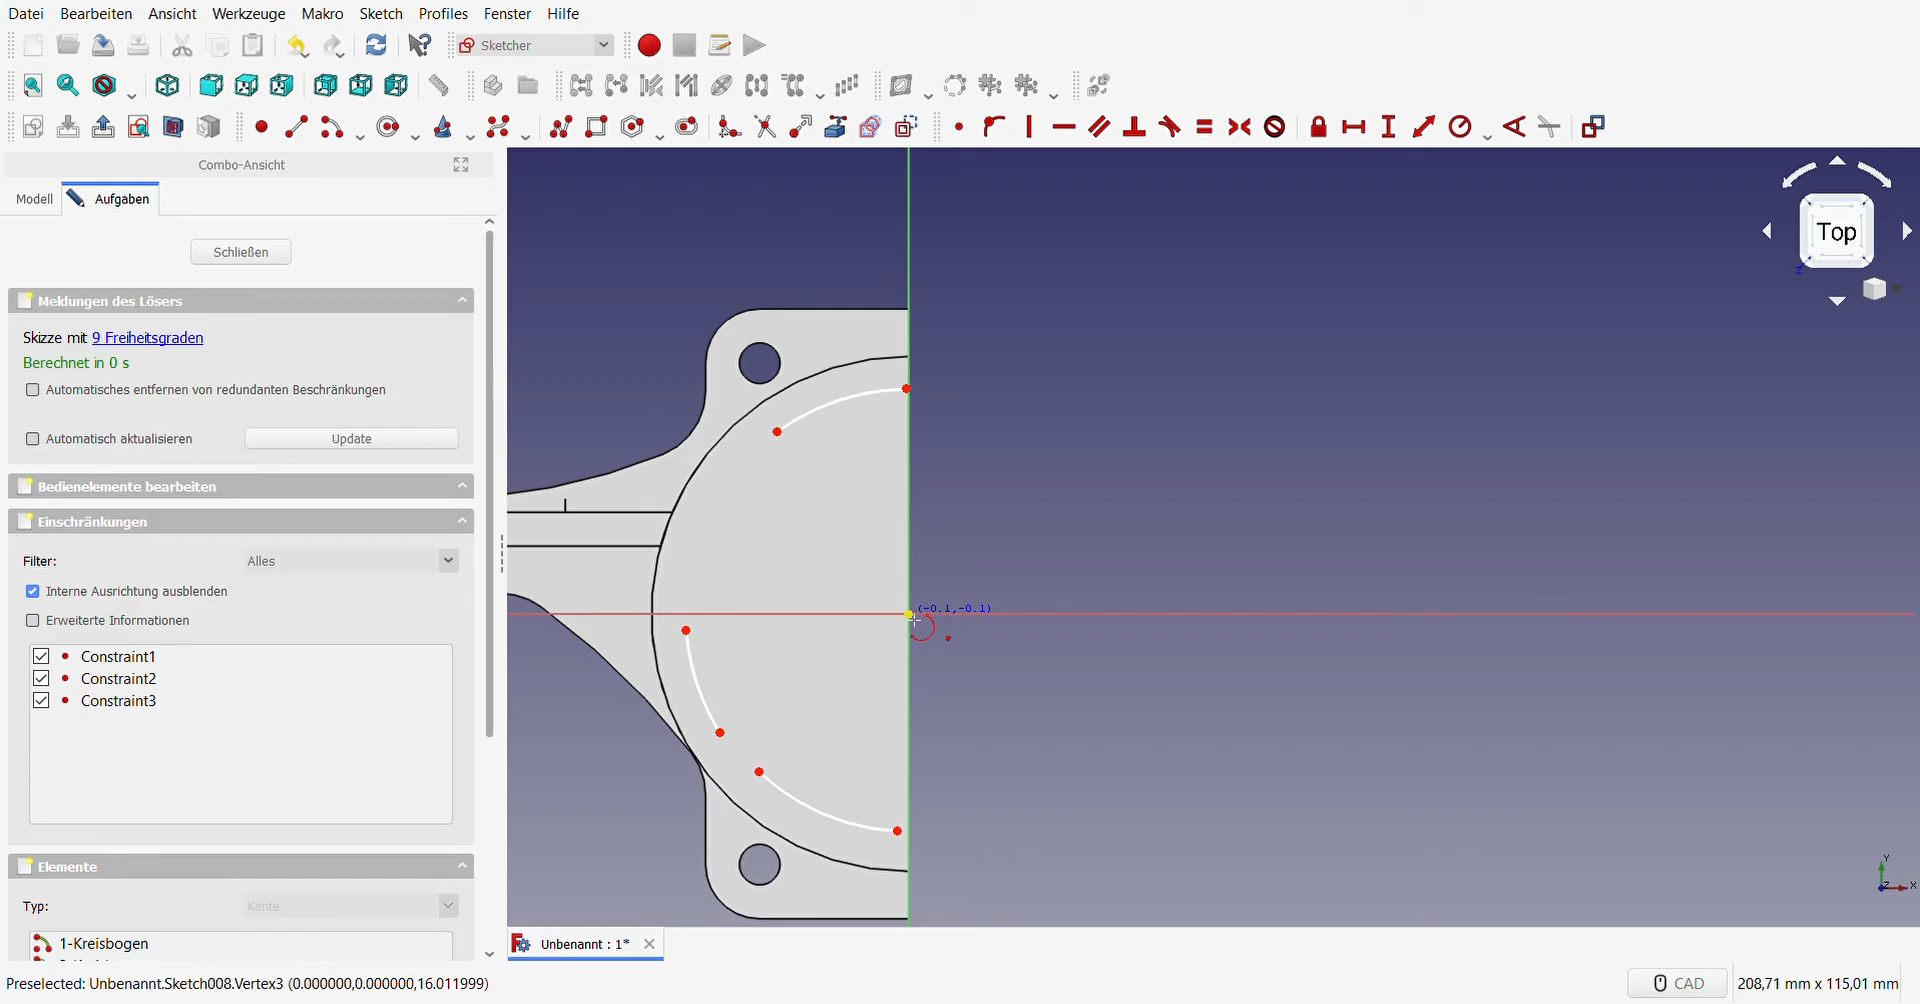 Datei Bearbeiten Ansicht Werkzeuge Makro Sketch Profiles Fenster Hilfe
Sketcher
Combo-Ansicht
Modell Aufgaben
Schließen
Meldungen des Lösers
Skizze mit 9 Freiheitsgraden
Berechnet in 0 s
Automatisches entfernen von redundanten Beschränkungen
Automatisch aktualisieren Update
Bedienelemente bearbeiten
Einschränkungen
Filter: Alles
Interne Ausrichtung ausblenden
Erweiterte Informationen
Constraint1
Constraint2
Constraint3
Elemente
Typ: Kante
1-Kreisbogen
(-0.1,-0.1)
Top
Z
Y
Z X
Unbenannt : 1*
Preselected: Unbenannt.Sketch008.Vertex3 (0.000000,0.000000,16.011999)
CAD 208,71 mm x 115,01 mm